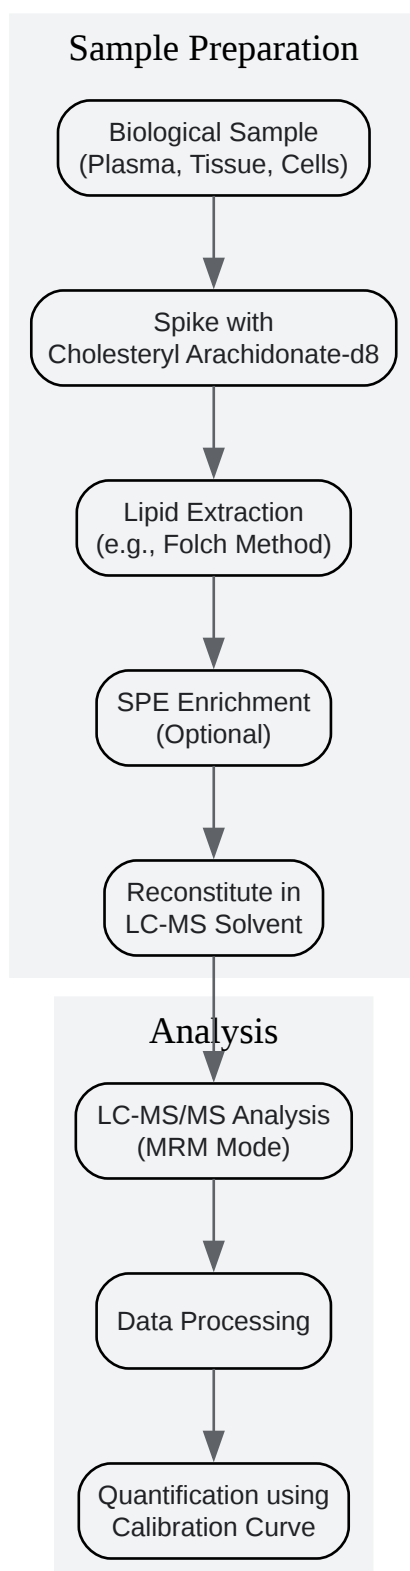 Sample Preparation
Biological Sample
(Plasma, Tissue, Cells)
Spike with
Cholesteryl Arachidonate-d8
Lipid Extraction
(e.g., Folch Method)
SPE Enrichment
(Optional)
Reconstitute in
LC-MS Solvent
Analysis
LC-MS/MS Analysis
(MRM Mode)
Data Processing
Quantification using
Calibration Curve